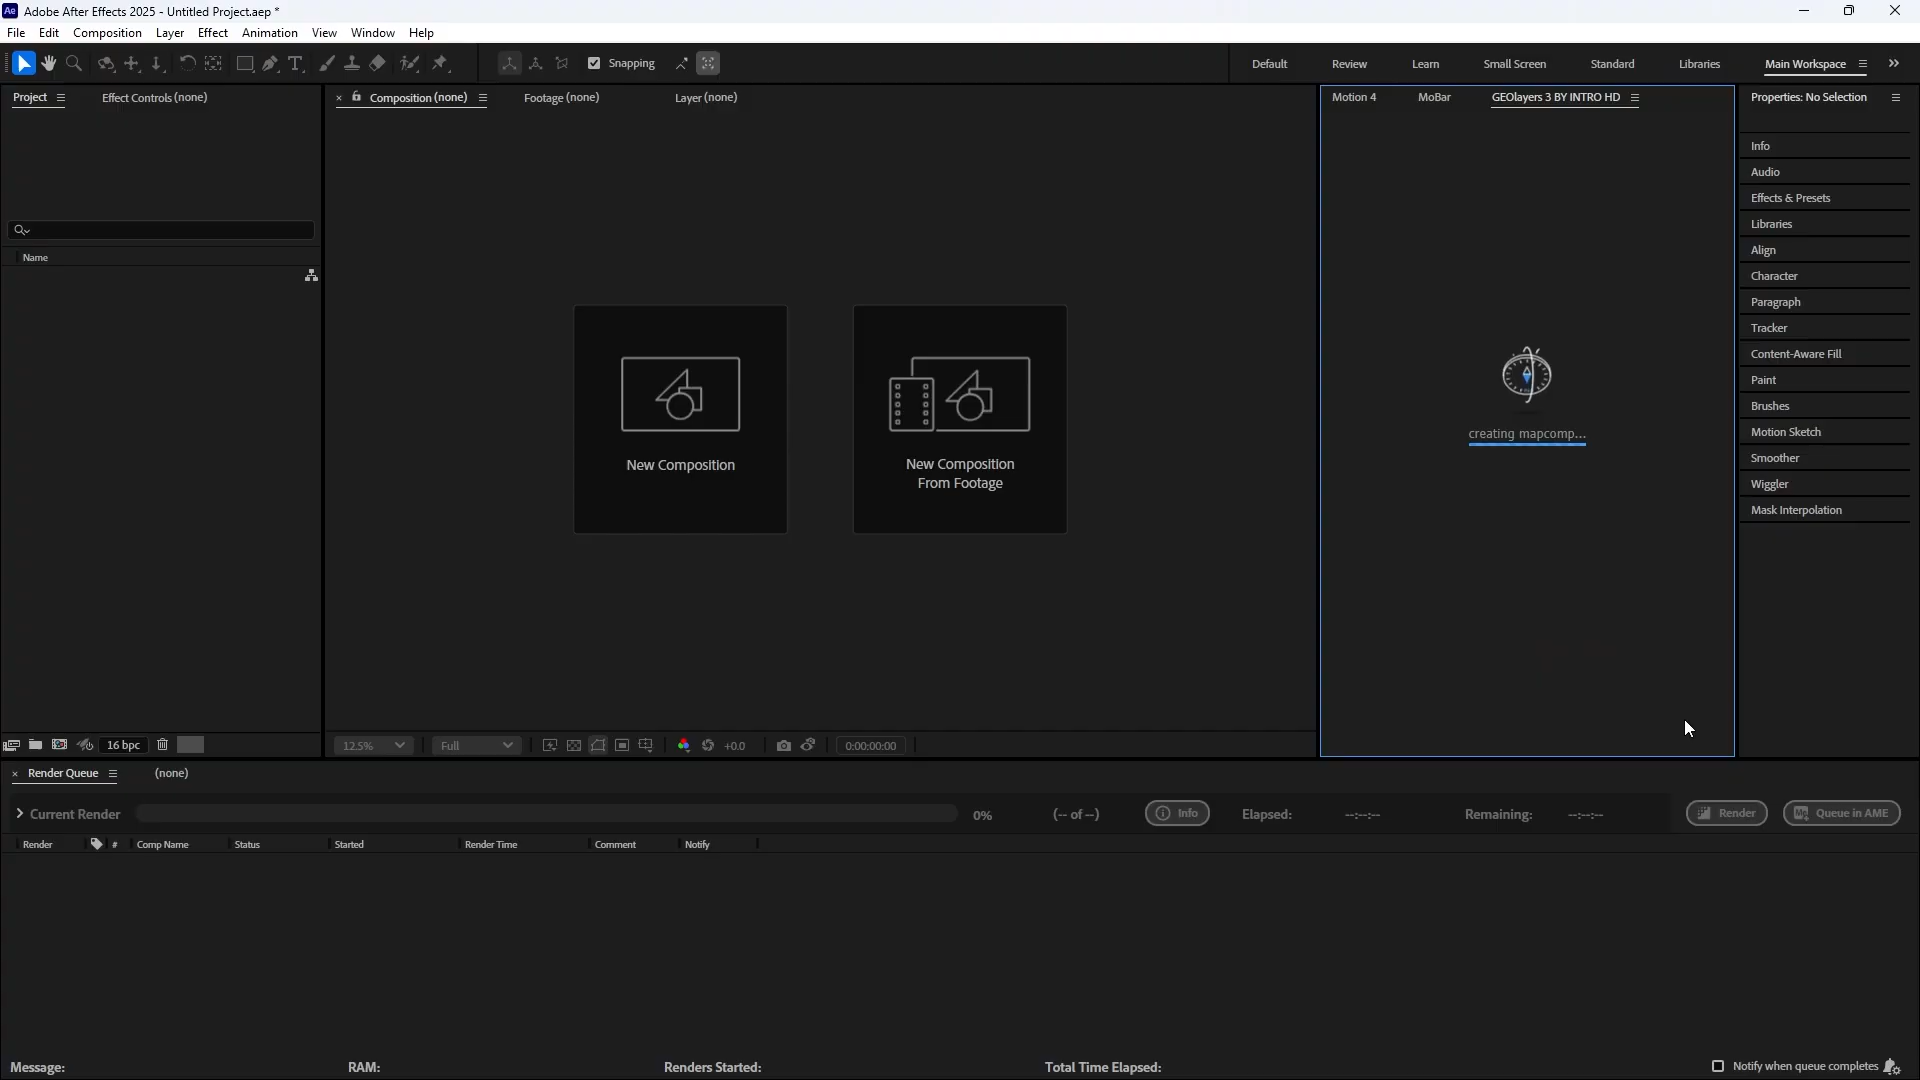 Ae Adobe After Effects 2025 - Untitled Project.aep *
File Edit Composition Layer Effect Animation View Window Help
Snapping Default Review Learn Small Screen Standard Libraries Main Workspace
Project Effect Controls (none) Composition (none) Footage (none) Layer (none) Motion 4 MoBar GEOlayers 3 BY INTRO HD Properties: No Selection
Info
Audio
Effects & Presets
Libraries
Name
Align
Character
Paragraph
Tracker
Content-Aware Fill
Paint
Brushes
creating mapcomp...
Motion Sketch
Smoother
New Composition
New Composition
From Footage
Wiggler
Mask Interpolation
16 bpc 12.5% Full +0.0 0:00:00:00
Render Queue (none)
Current Render 0% (-- of --) Info Elapsed: --:--:-- Remaining: --:--:-- Render Queue in AME
Render # Comp Name Status Started Render Time Comment Notify
Message: RAM: Renders Started: Total Time Elapsed: Notify when queue completes